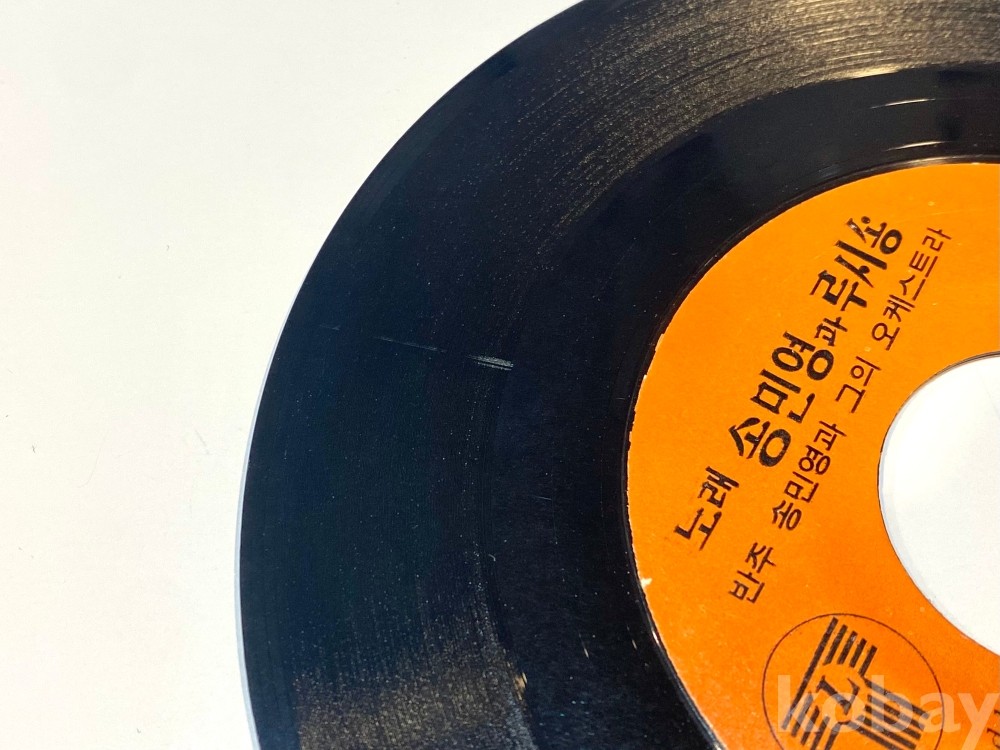 노래 송민영과 루시송
반주 송민영과 그의 오케스트라
L
kobay